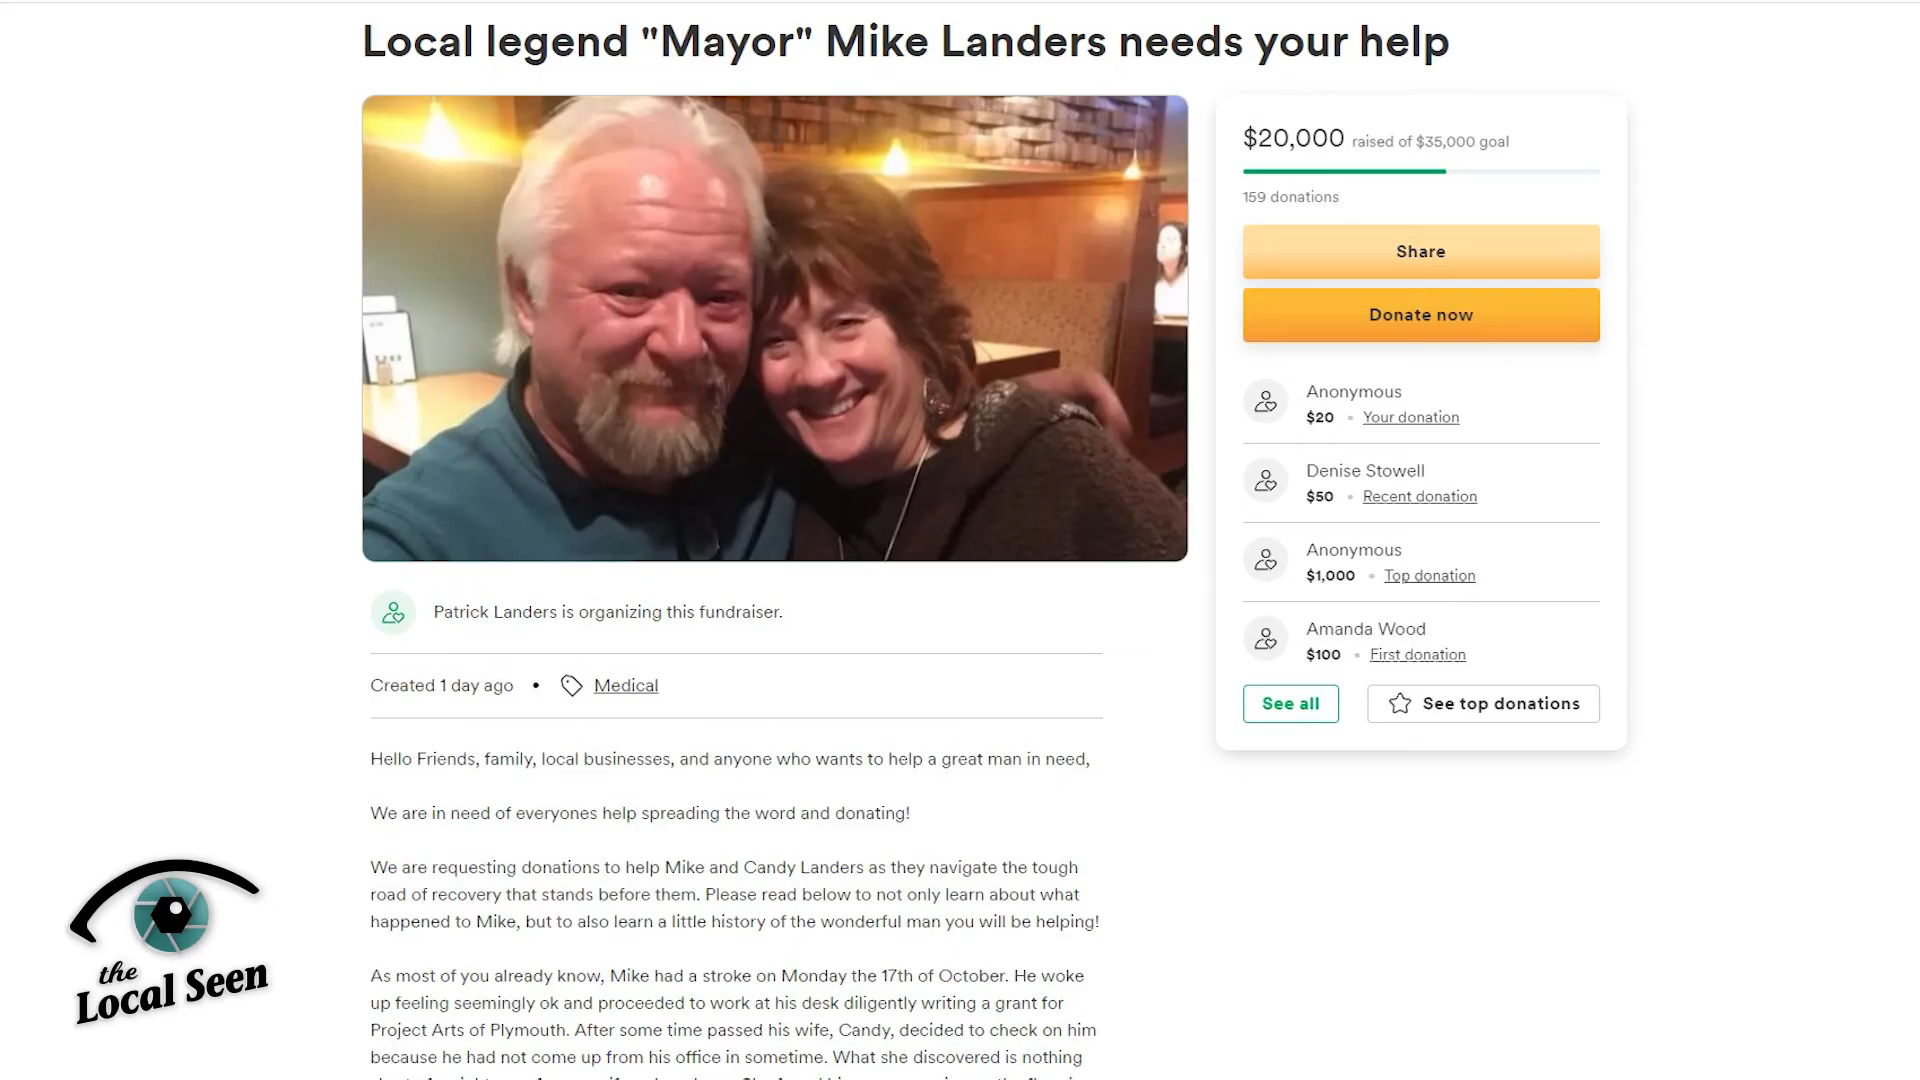 Local legend "Mayor" Mike Landers needs your help
$20,000 raised of $35,000 goal
159 donations
Share
Donate now
Anonymous
$20 • Your donation
Denise Stowell
$50 • Recent donation
Anonymous
$1,000 • Top donation
Amanda Wood
$100 • First donation
See all
See top donations
Patrick Landers is organizing this fundraiser.
Created 1 day ago • Medical
Hello Friends, family, local businesses, and anyone who wants to help a great man in need,
We are in need of everyones help spreading the word and donating!
We are requesting donations to help Mike and Candy Landers as they navigate the tough
road of recovery that stands before them. Please read below to not only learn about what
happened to Mike, but to also learn a little history of the wonderful man you will be helping!
As most of you already know, Mike had a stroke on Monday the 17th of October. He woke
up feeling seemingly ok and proceeded to work at his desk diligently writing a grant for
Project Arts of Plymouth. After some time passed his wife, Candy, decided to check on him
because he had not come up from his office in sometime. What she discovered is nothing
the
Local Seen